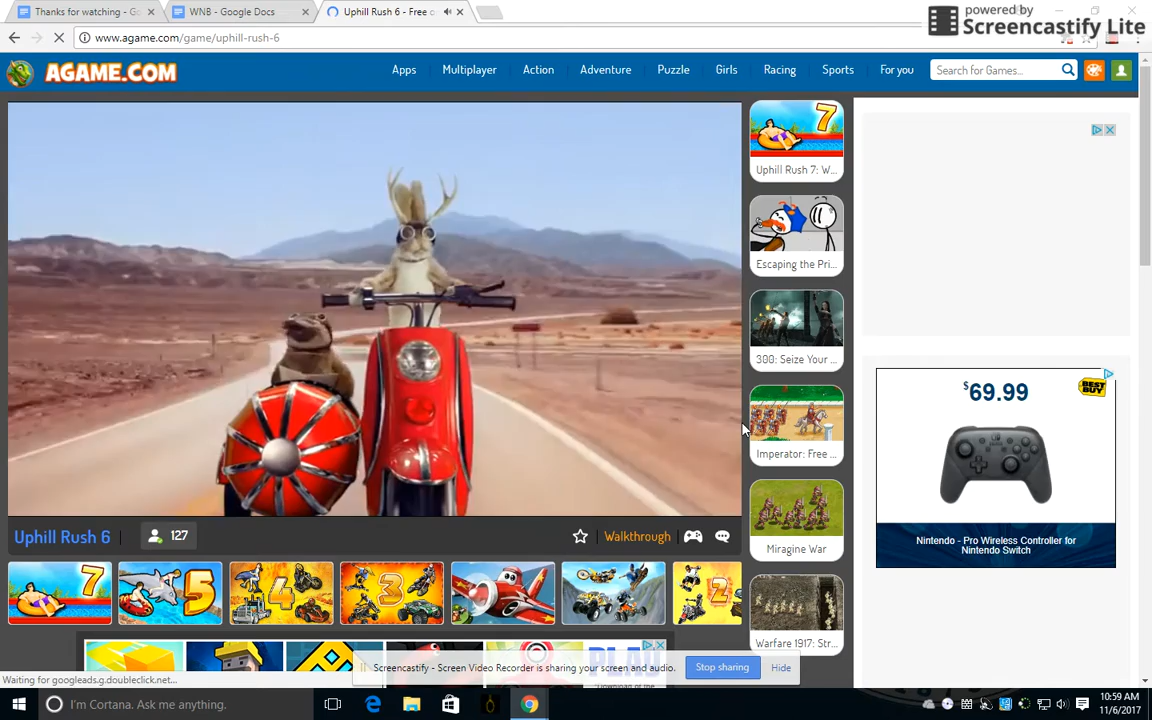 Thanks for watching - Go
WNB - Google Docs
Uphill Rush 6 - Free o
powered by
Screencastify Lite
www.agame.com/game/uphill-rush-6
AGAME.COM
Apps
Multiplayer
Action
Adventure
Puzzle
Girls
Racing
Sports
For you
Search for Games...
7
Uphill Rush 7: W...
Escaping the Pri...
300: Seize Your ...
Imperator: Free ...
Miragine War
Warfare 1917: Str...
$69.99
BEST BUY
Nintendo - Pro Wireless Controller for
Nintendo Switch
Uphill Rush 6
127
Walkthrough
7
5
4
3
2
PLAY
Screencastify - Screen Video Recorder is sharing your screen and audio.
Stop sharing
Hide
Waiting for googleads.g.doubleclick.net...
I'm Cortana. Ask me anything.
10:59 AM
11/6/2017